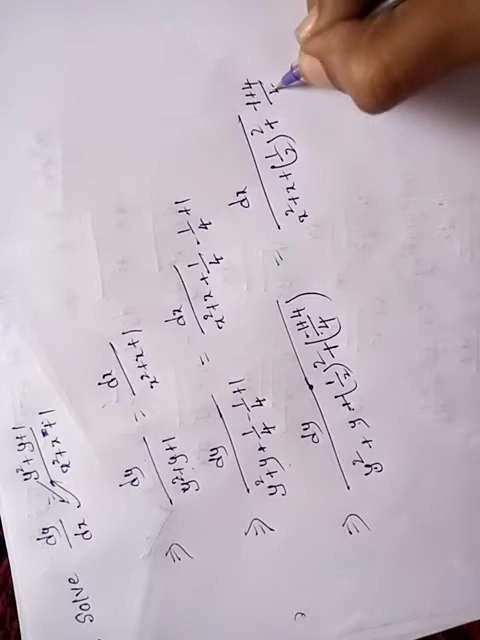 Solve dy/dx = y²+y+1/x²+x+1
⇒ dy/y²+y+1 = dx/x²+x+1
⇒ dy/y²+y+1/4-1/4+1 = dx/x²+x+1/4-1/4+1
⇒ dy/y²+y+(1/2)²+(-1+4/4) = dx/x²+x+(1/2)²+-1+4/